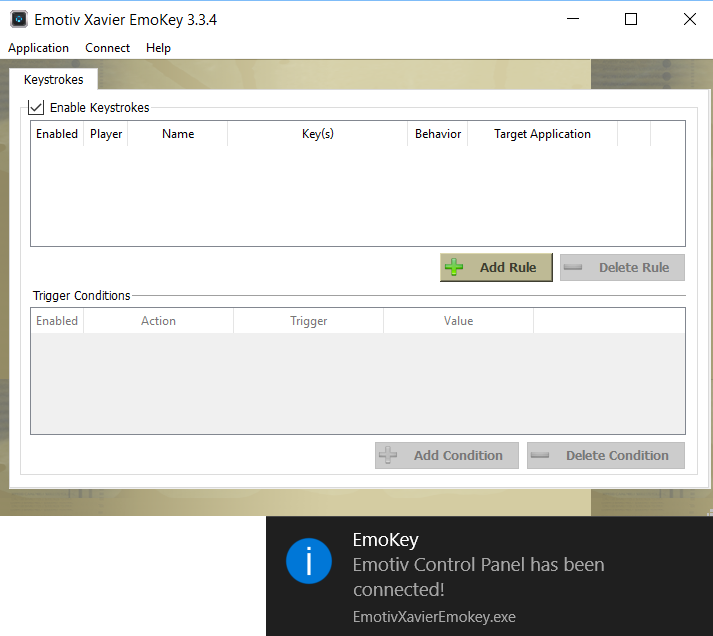 Emotiv Xavier EmoKey 3.3.4
Application Connect Help
Keystrokes
Enable Keystrokes
Enabled Player Name Key(s) Behavior Target Application
Add Rule Delete Rule
Trigger Conditions
Enabled Action Trigger Value
Add Condition Delete Condition
EmoKey
Emotiv Control Panel has been
connected!
EmotivXavierEmokey.exe